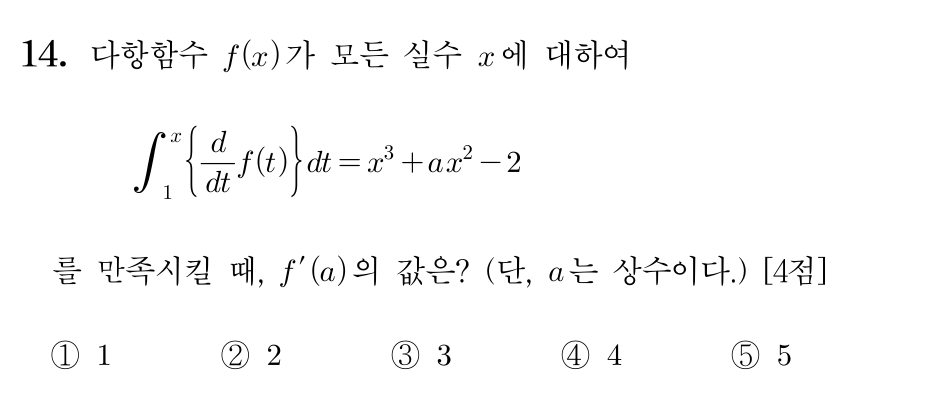 14. 다항함수 f(x)가 모든 실수 x에 대하여
∫₁ˣ{d/dt f(t)}dt = x³ + ax² − 2
를 만족시킬 때, f′(a)의 값은? (단, a는 상수이다.) [4점]
① 1 ② 2 ③ 3 ④ 4 ⑤ 5